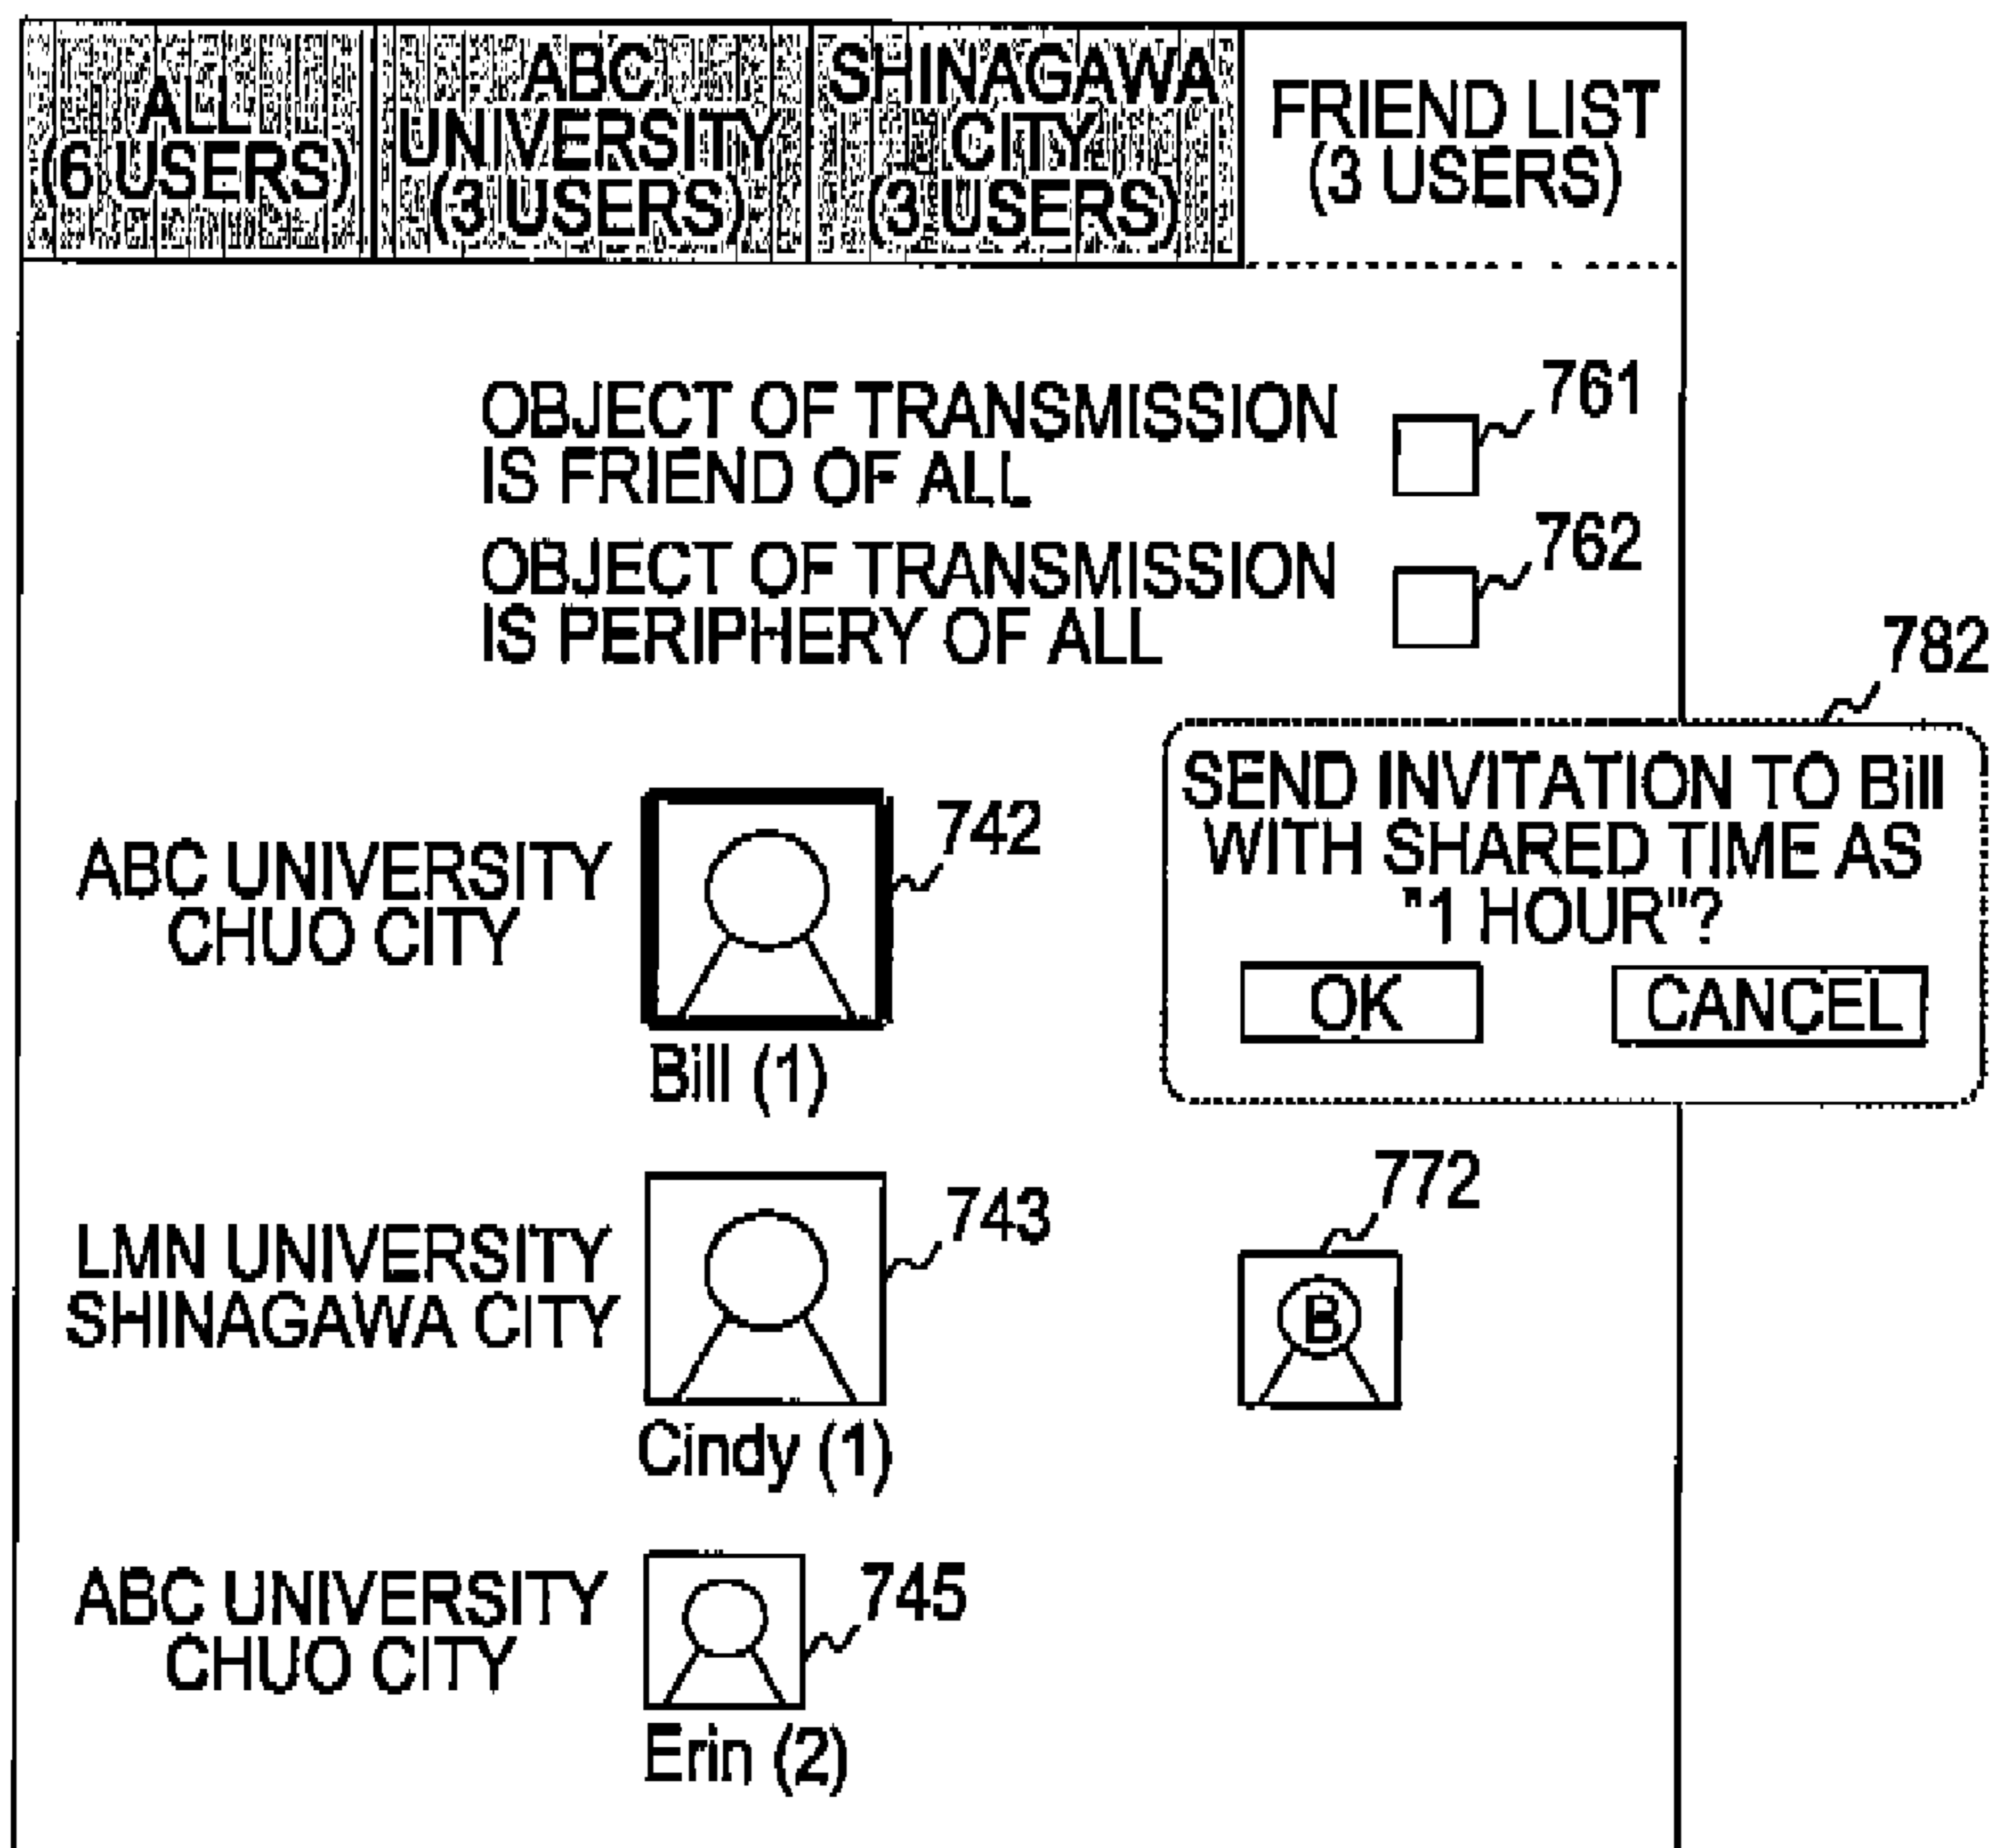 ALL
(6 USERS)
ABC
UNIVERSITY
(3 USERS)
SHINAGAWA
CITY
(3 USERS)
FRIEND LIST
(3 USERS)
OBJECT OF TRANSMISSION
IS FRIEND OF ALL
761
OBJECT OF TRANSMISSION
IS PERIPHERY OF ALL
762
782
SEND INVITATION TO Bill
WITH SHARED TIME AS
"1 HOUR"?
OK
CANCEL
ABC UNIVERSITY
CHUO CITY
742
Bill (1)
LMN UNIVERSITY
SHINAGAWA CITY
743
Cindy (1)
772
B
ABC UNIVERSITY
CHUO CITY
745
Erin (2)